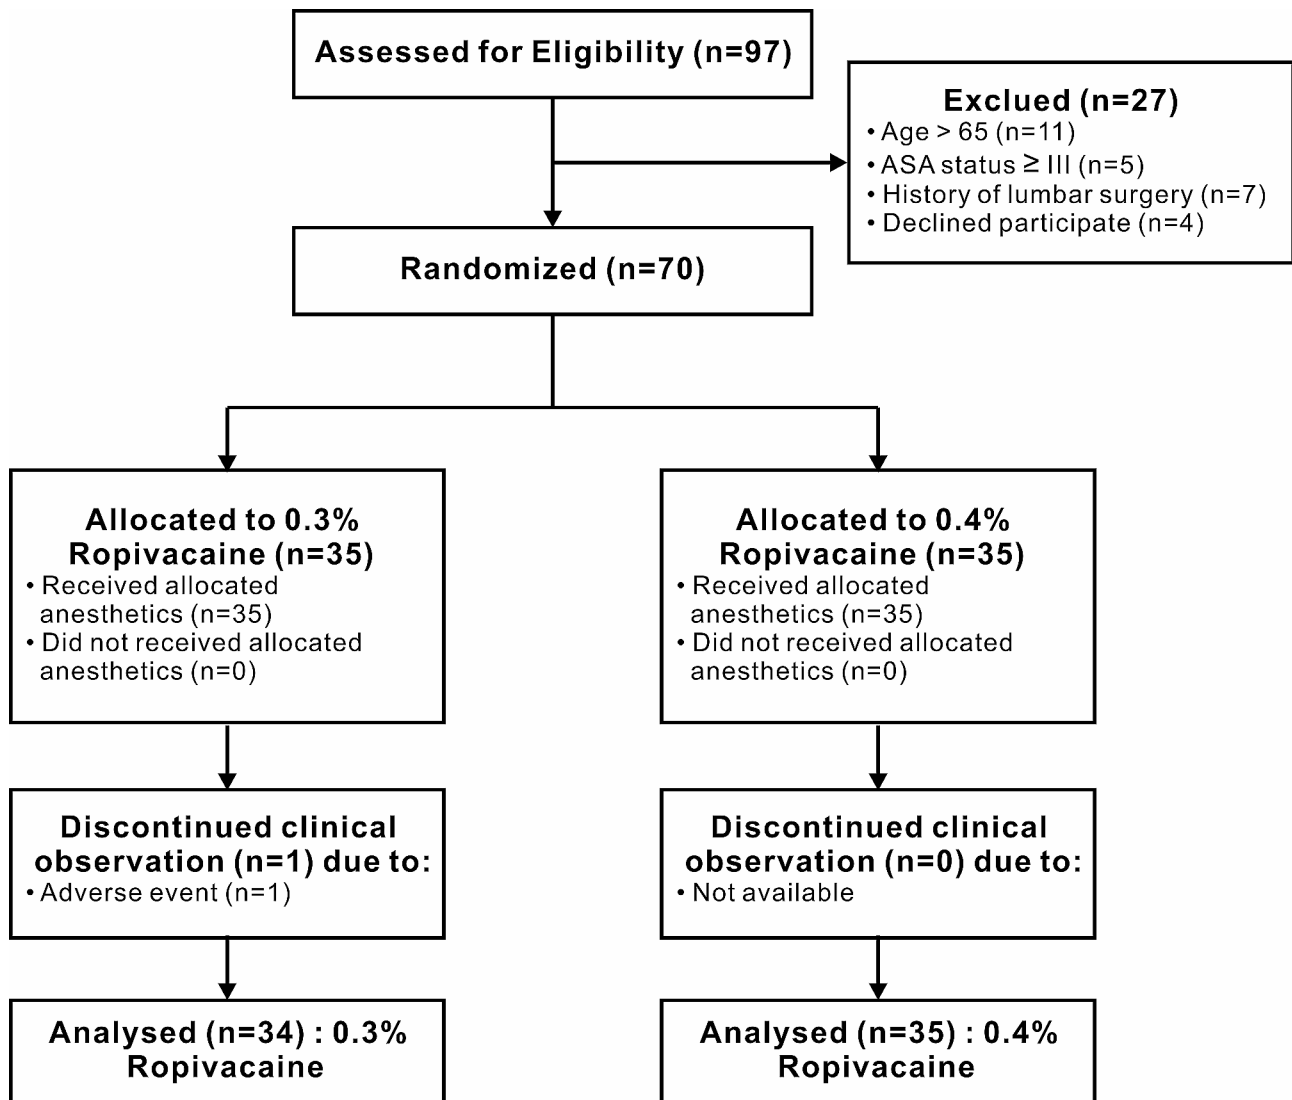 Assessed for Eligibility (n=97)
Exclued (n=27)
• Age > 65 (n=11)
• ASA status ≥ III (n=5)
• History of lumbar surgery (n=7)
• Declined participate (n=4)
Randomized (n=70)
Allocated to 0.3%
Ropivacaine (n=35)
• Received allocated
anesthetics (n=35)
• Did not received allocated
anesthetics (n=0)
Allocated to 0.4%
Ropivacaine (n=35)
• Received allocated
anesthetics (n=35)
• Did not received allocated
anesthetics (n=0)
Discontinued clinical
observation (n=1) due to:
• Adverse event (n=1)
Discontinued clinical
observation (n=0) due to:
• Not available
Analysed (n=34) : 0.3%
Ropivacaine
Analysed (n=35) : 0.4%
Ropivacaine